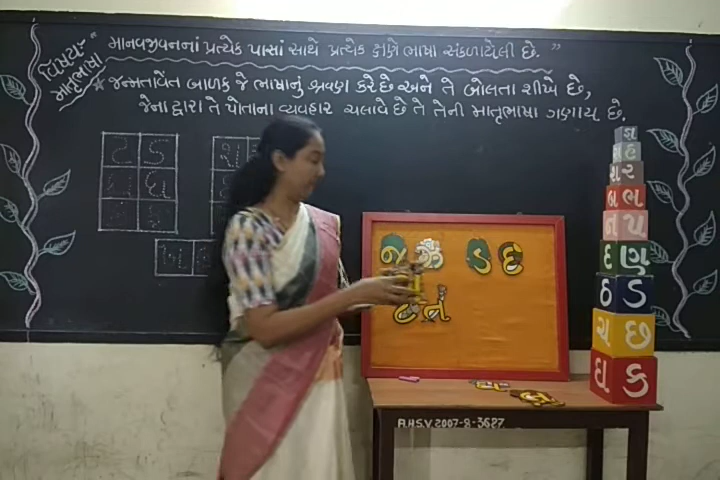 વિષય:-
માતૃભાષા
માનવજીવનનાં પ્રત્યેક પાસાં સાથે પ્રત્યેક ક્ષણે ભાષા સંકળાયેલી છે. "
જન્મતાવેંત બાળક જે ભાષાનું શ્રવણ કરે છે અને તે બોલતા શીખે છે,
જેના દ્વારા તે પોતાના વ્યવહાર ચલાવે છે તે તેની માતૃભાષા ગણાય છે.
ટ ડ
ઘ
જ ઝ ડ દ
ર
બ ભ
ન પ
દ ણ
ઠ ડ
ચ છ
ઘ ક
A.H.S.V 2007-8-3627